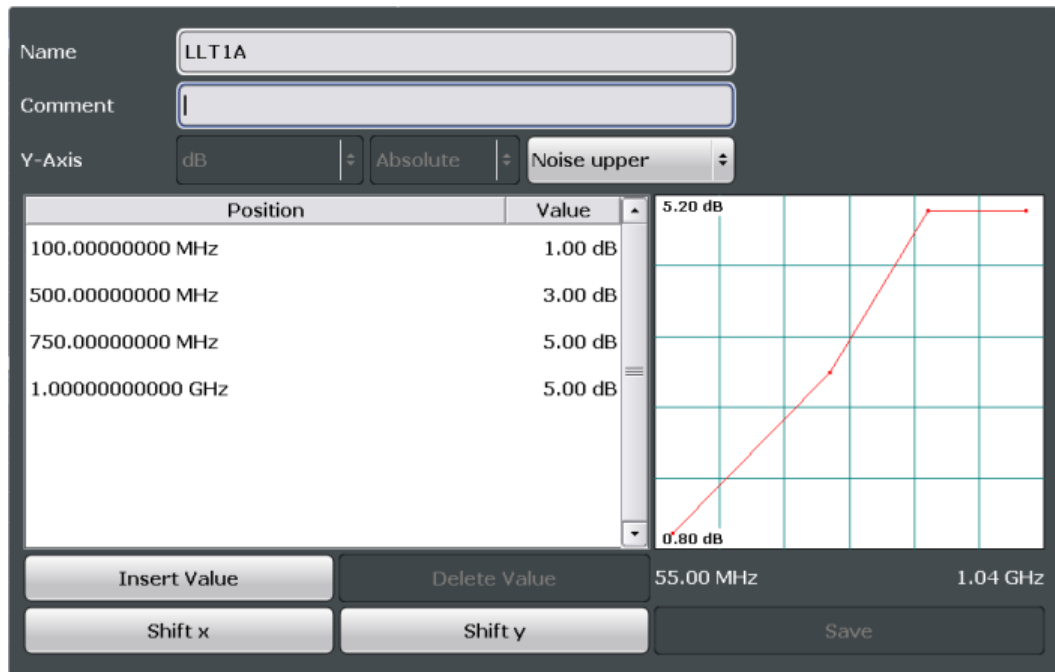 Name LLT1A
Comment
Y-Axis dB Absolute Noise upper
Position Value
100.00000000 MHz 1.00 dB
500.00000000 MHz 3.00 dB
750.00000000 MHz 5.00 dB
1.00000000000 GHz 5.00 dB
5.20 dB
0.80 dB
55.00 MHz 1.04 GHz
Insert Value Delete Value
Shift x Shift y Save